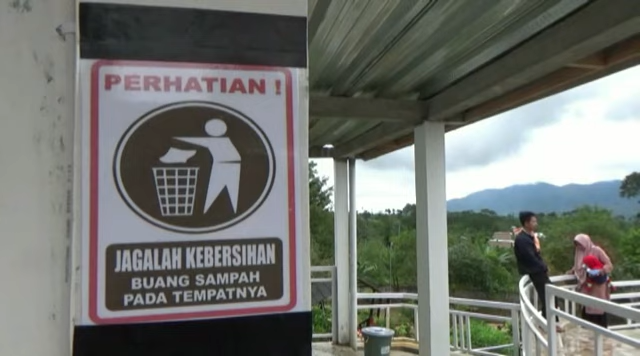 PERHATIAN !
JAGALAH KEBERSIHAN
BUANG SAMPAH
PADA TEMPATNYA